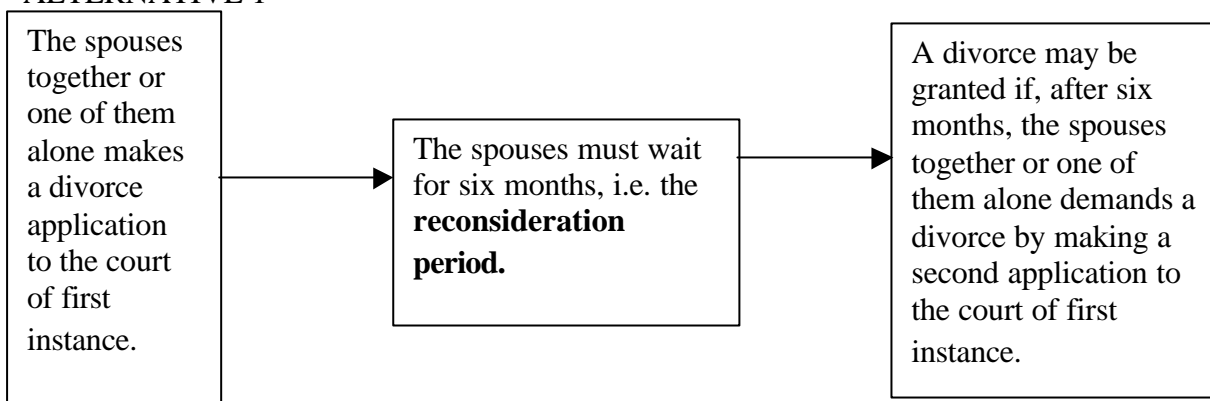 ALTERNATIVE 1
The spouses
together or
one of them
alone makes
a divorce
application
to the court
of first
instance.
The spouses must wait
for six months, i.e. the
reconsideration
period.
A divorce may be
granted if, after six
months, the spouses
together or one of
them alone demands a
divorce by making a
second application to
the court of first
instance.